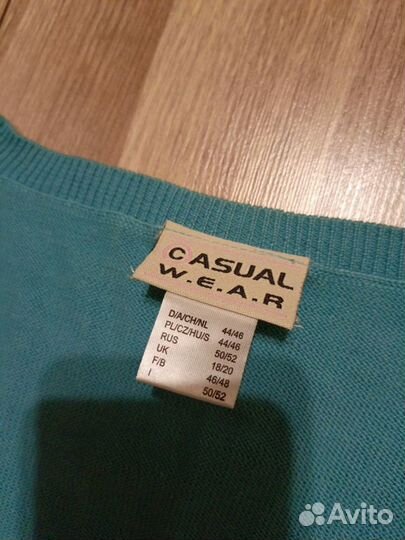 CASUAL
W.E.A.R
D/A/CH/NL 44/46
PL/CZ/HU/S 44/46
RUS 50/52
UK 18/20
F/B 46/48
I 50/52
Avito